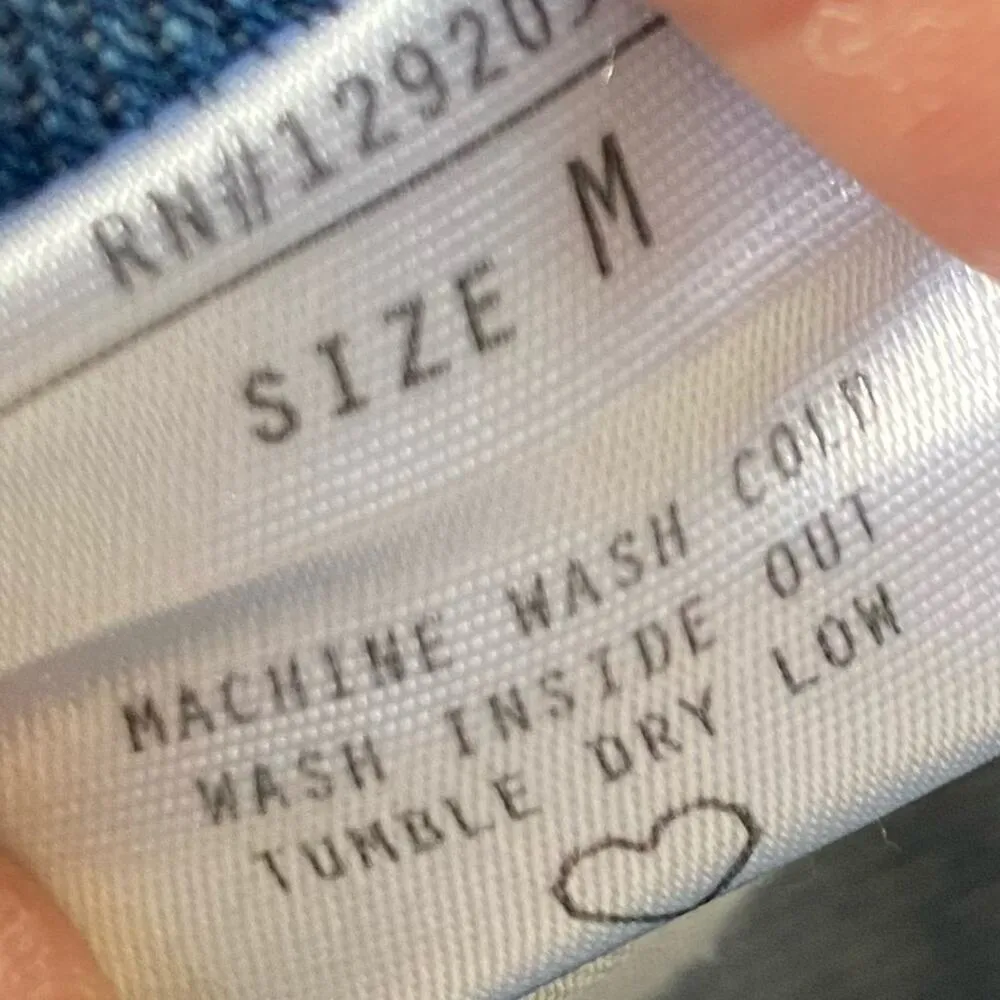 SIZE M
MACHINE WASH COLD
WASH INSIDE OUT
TUMBLE DRY LOW